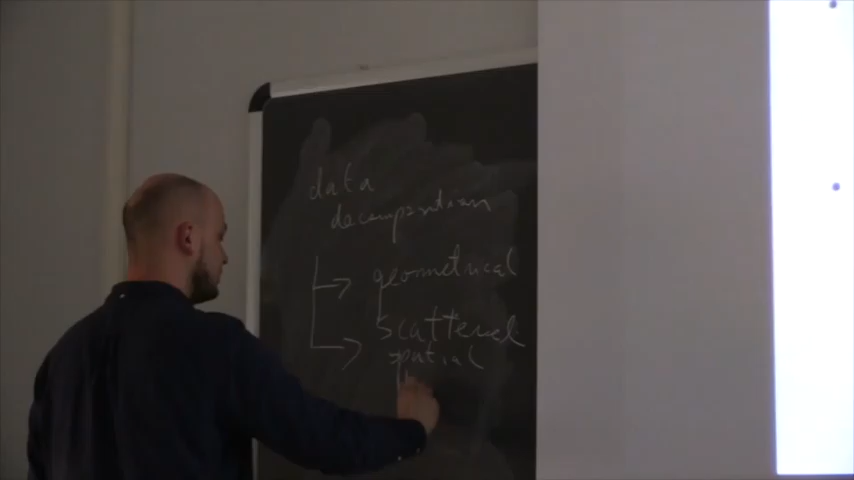 data
decomposition
geometrical
scattered
spatial